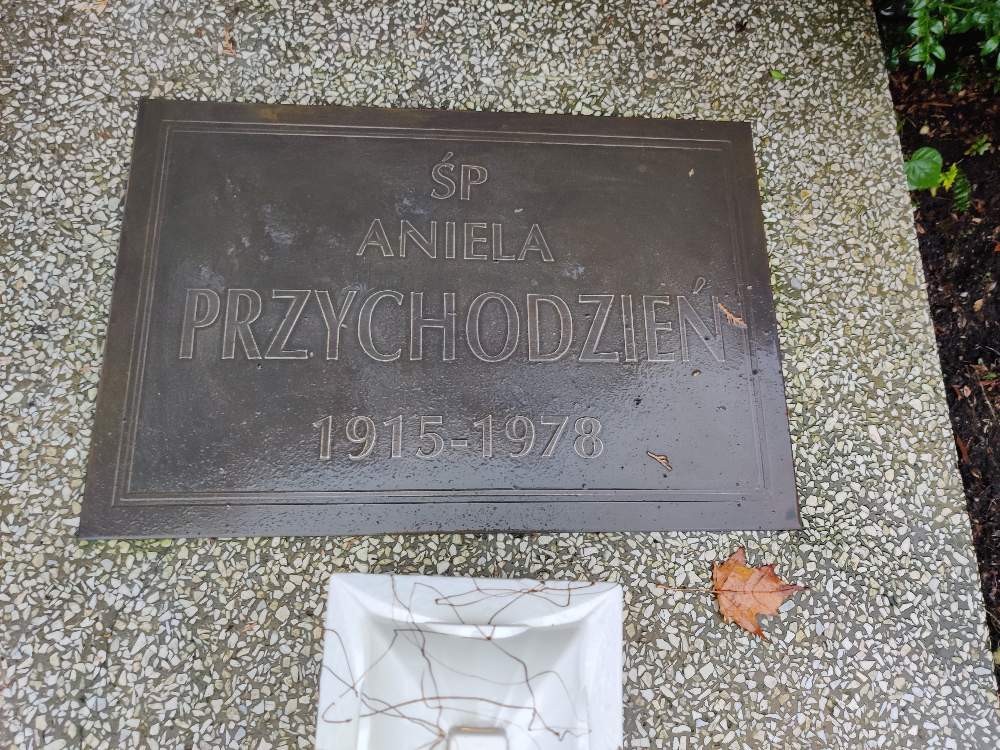 ŚP
ANIELA
PRZYCHODZIEŃ
1915-1978